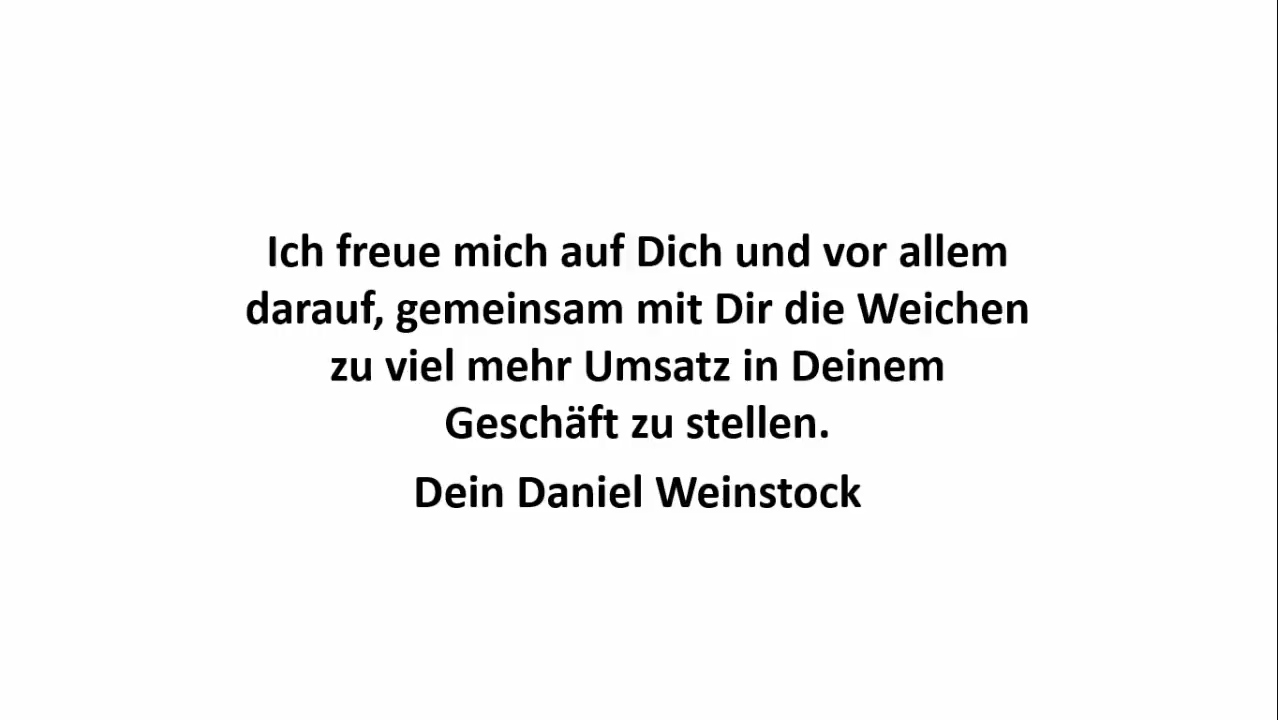 Ich freue mich auf Dich und vor allem
darauf, gemeinsam mit Dir die Weichen
zu viel mehr Umsatz in Deinem
Geschäft zu stellen.
Dein Daniel Weinstock